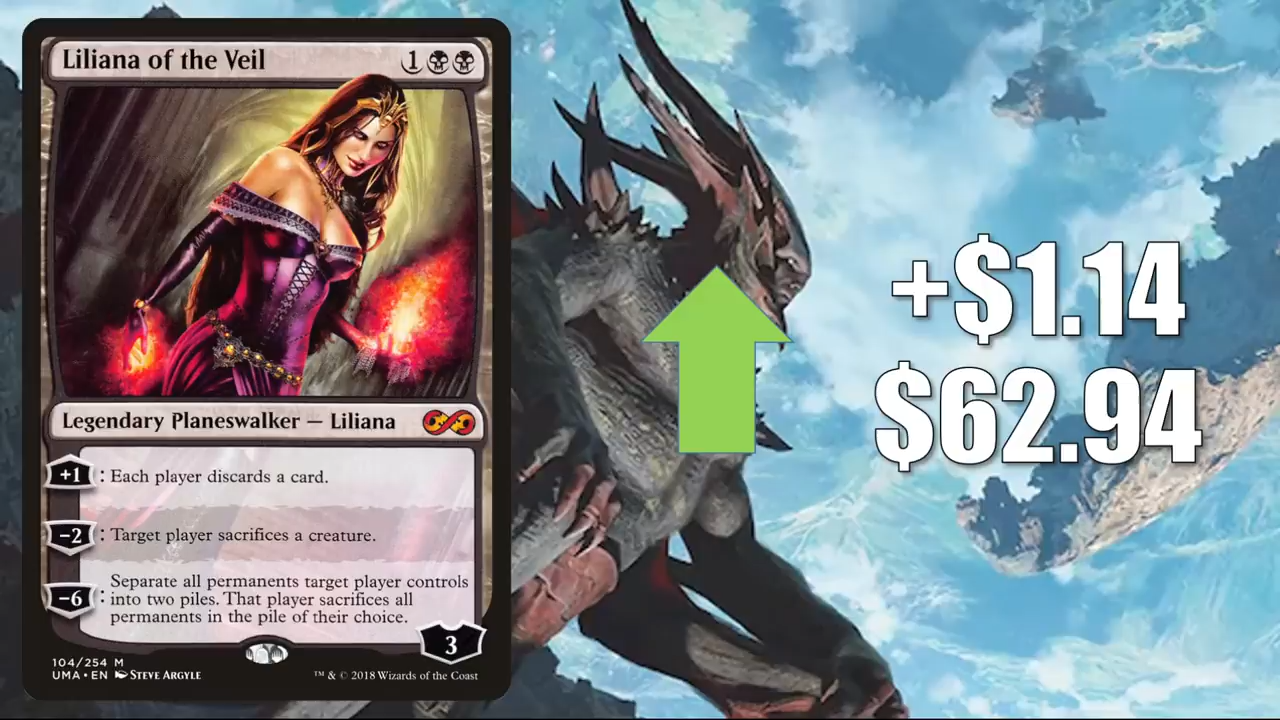 Liliana of the Veil
1
Legendary Planeswalker — Liliana
+1 : Each player discards a card.
−2 : Target player sacrifices a creature.
−6 : Separate all permanents target player controls
into two piles. That player sacrifices all
permanents in the pile of their choice.
3
104/254 M
UMA • EN STEVE ARGYLE
™ & © 2018 Wizards of the Coast
+$1.14
$62.94